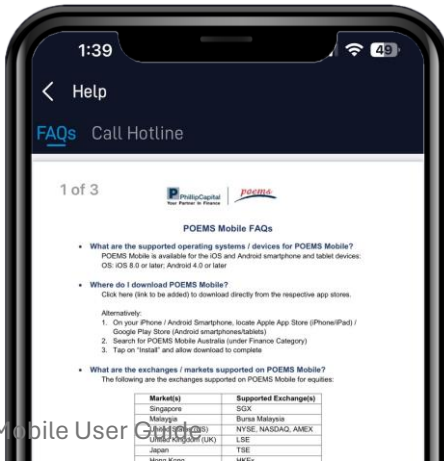 1:39
49
Help
FAQs Call Hotline
1 of 3
PhillipCapital
Your Partner in Finance
poems
POEMS Mobile FAQs
• What are the supported operating systems / devices for POEMS Mobile?
POEMS Mobile is available for the iOS and Android smartphone and tablet devices:
OS: iOS 8.0 or later; Android 4.0 or later
• Where do I download POEMS Mobile?
Click here (link to be added) to download directly from the respective app stores.
Alternatively:
1. On your iPhone / Android Smartphone, locate Apple App Store (iPhone/iPad) /
Google Play Store (Android smartphones/tablets)
2. Search for POEMS Mobile Australia (under Finance Category)
3. Tap on "Install" and allow download to complete
• What are the exchanges / markets supported on POEMS Mobile?
The following are the exchanges supported on POEMS Mobile for equities:
Market(s) Supported Exchange(s)
Singapore SGX
Malaysia Bursa Malaysia
United States (US) NYSE, NASDAQ, AMEX
United Kingdom (UK) LSE
Japan TSE
Hong Kong HKEx
Mobile User Guide